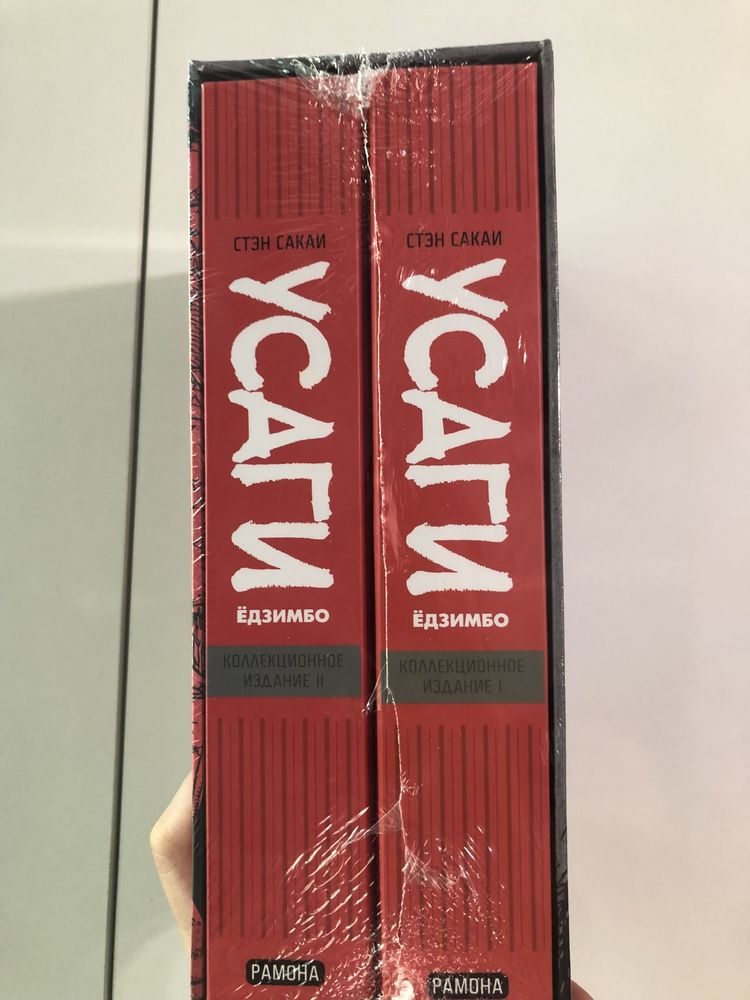 СТЭН САКАИ
УСАГИ
ЁДЗИМБО
КОЛЛЕКЦИОННОЕ
ИЗДАНИЕ II
РАМОНА
СТЭН САКАИ
УСАГИ
ЁДЗИМБО
КОЛЛЕКЦИОННОЕ
ИЗДАНИЕ I
РАМОНА